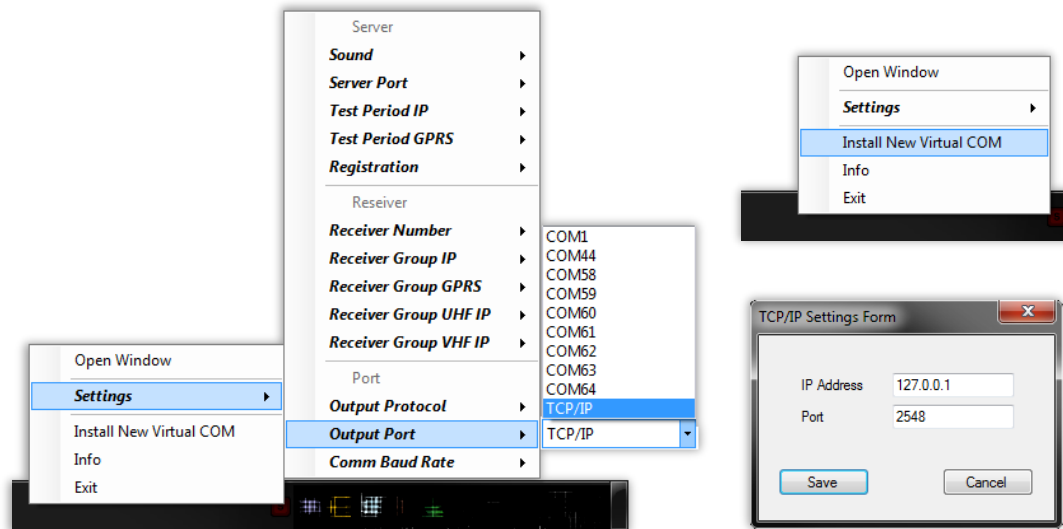 Open Window
Settings
Install New Virtual COM
Info
Exit
Server
Sound
Server Port
Test Period IP
Test Period GPRS
Registration
Reseiver
Receiver Number
Receiver Group IP
Receiver Group GPRS
Receiver Group UHF IP
Receiver Group VHF IP
Port
Output Protocol
Output Port
Comm Baud Rate
COM1
COM44
COM58
COM59
COM60
COM61
COM62
COM63
COM64
TCP/IP
TCP/IP
Open Window
Settings
Install New Virtual COM
Info
Exit
TCP/IP Settings Form
IP Address 127.0.0.1
Port 2548
Save Cancel